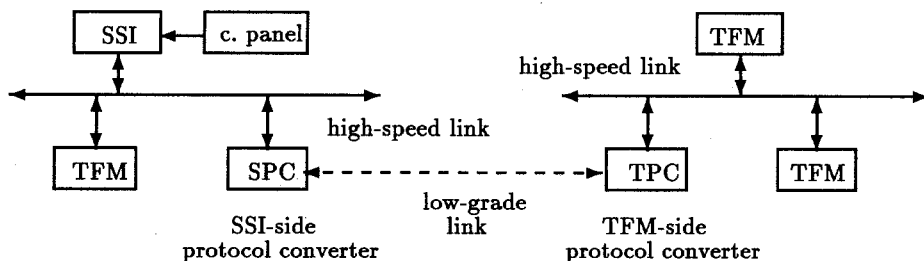 SSI
c. panel
TFM
high-speed link
high-speed link
TFM
SPC
TPC
TFM
low-grade
link
SSI-side
protocol converter
TFM-side
protocol converter